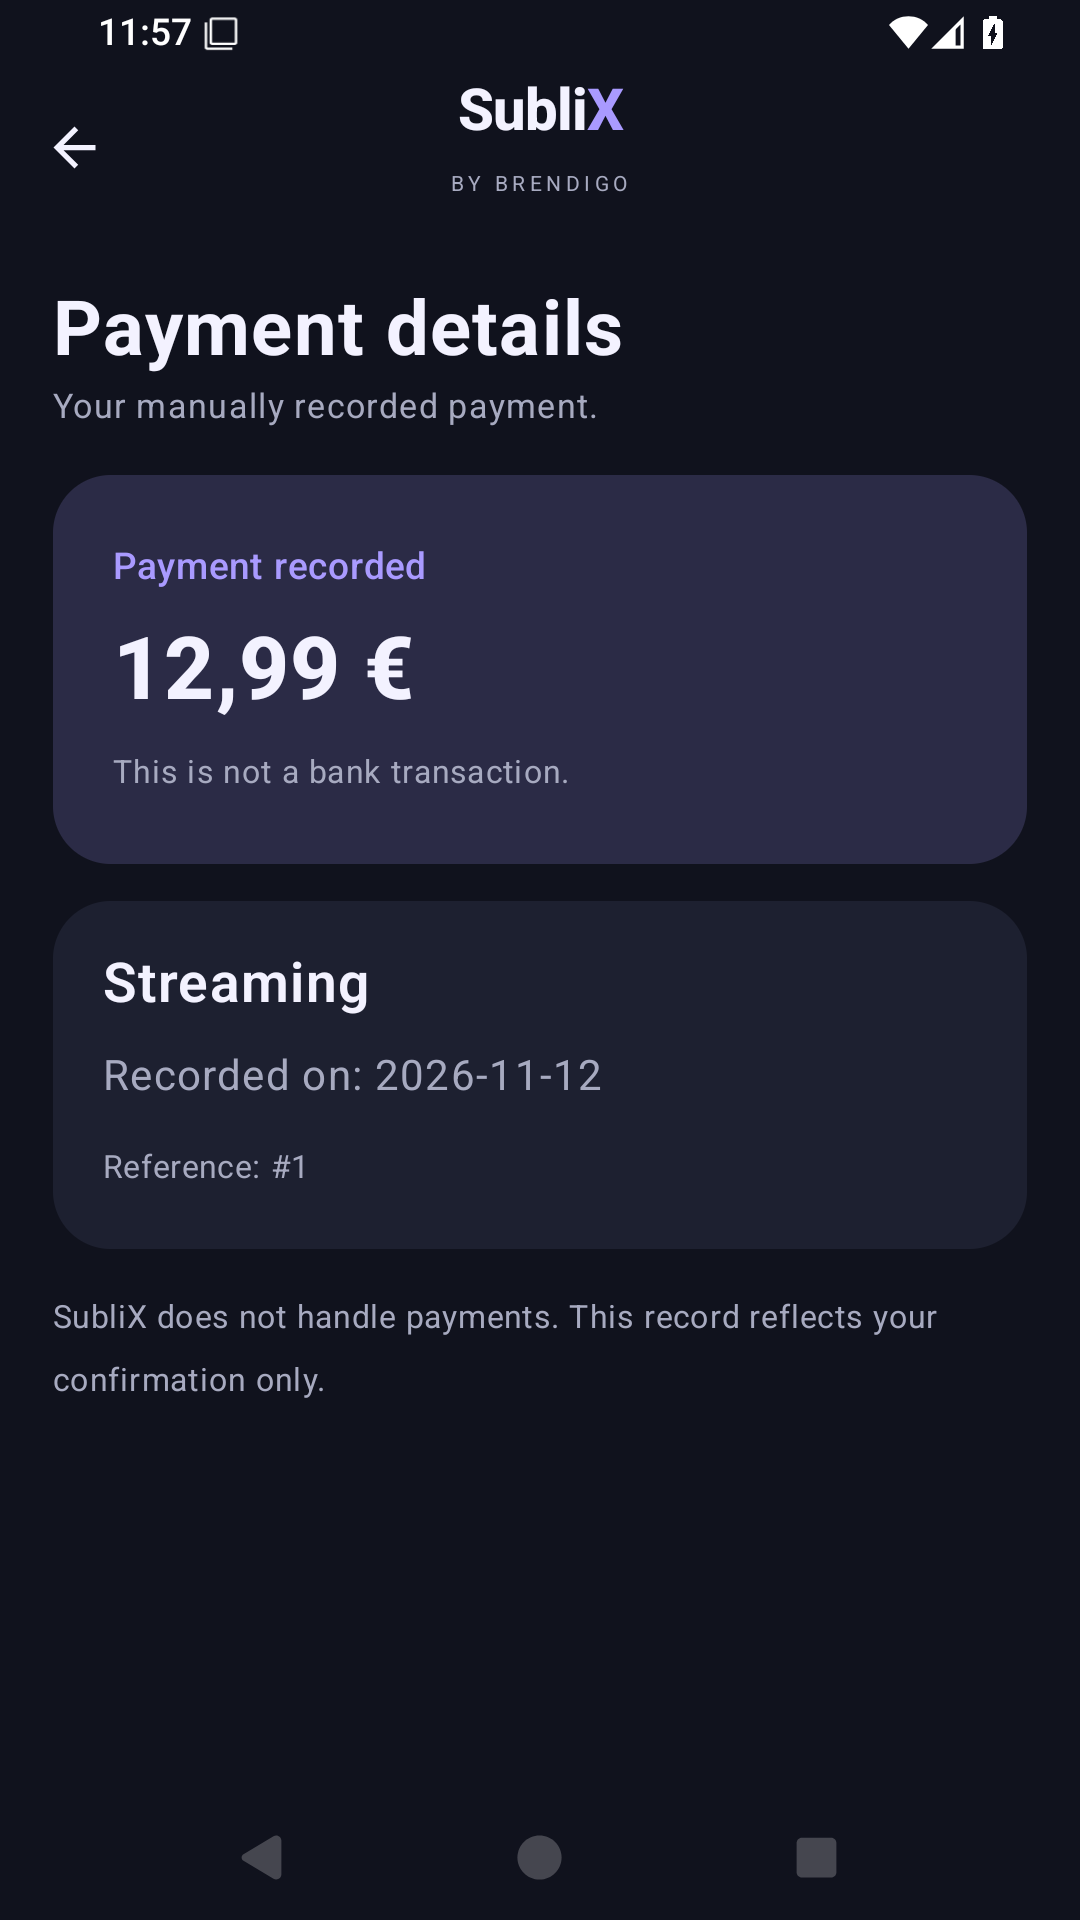 11:57
SubliX
BY BRENDIGO
Payment details
Your manually recorded payment.
Payment recorded
12,99 €
This is not a bank transaction.
Streaming
Recorded on: 2026-11-12
Reference: #1
SubliX does not handle payments. This record reflects your
confirmation only.